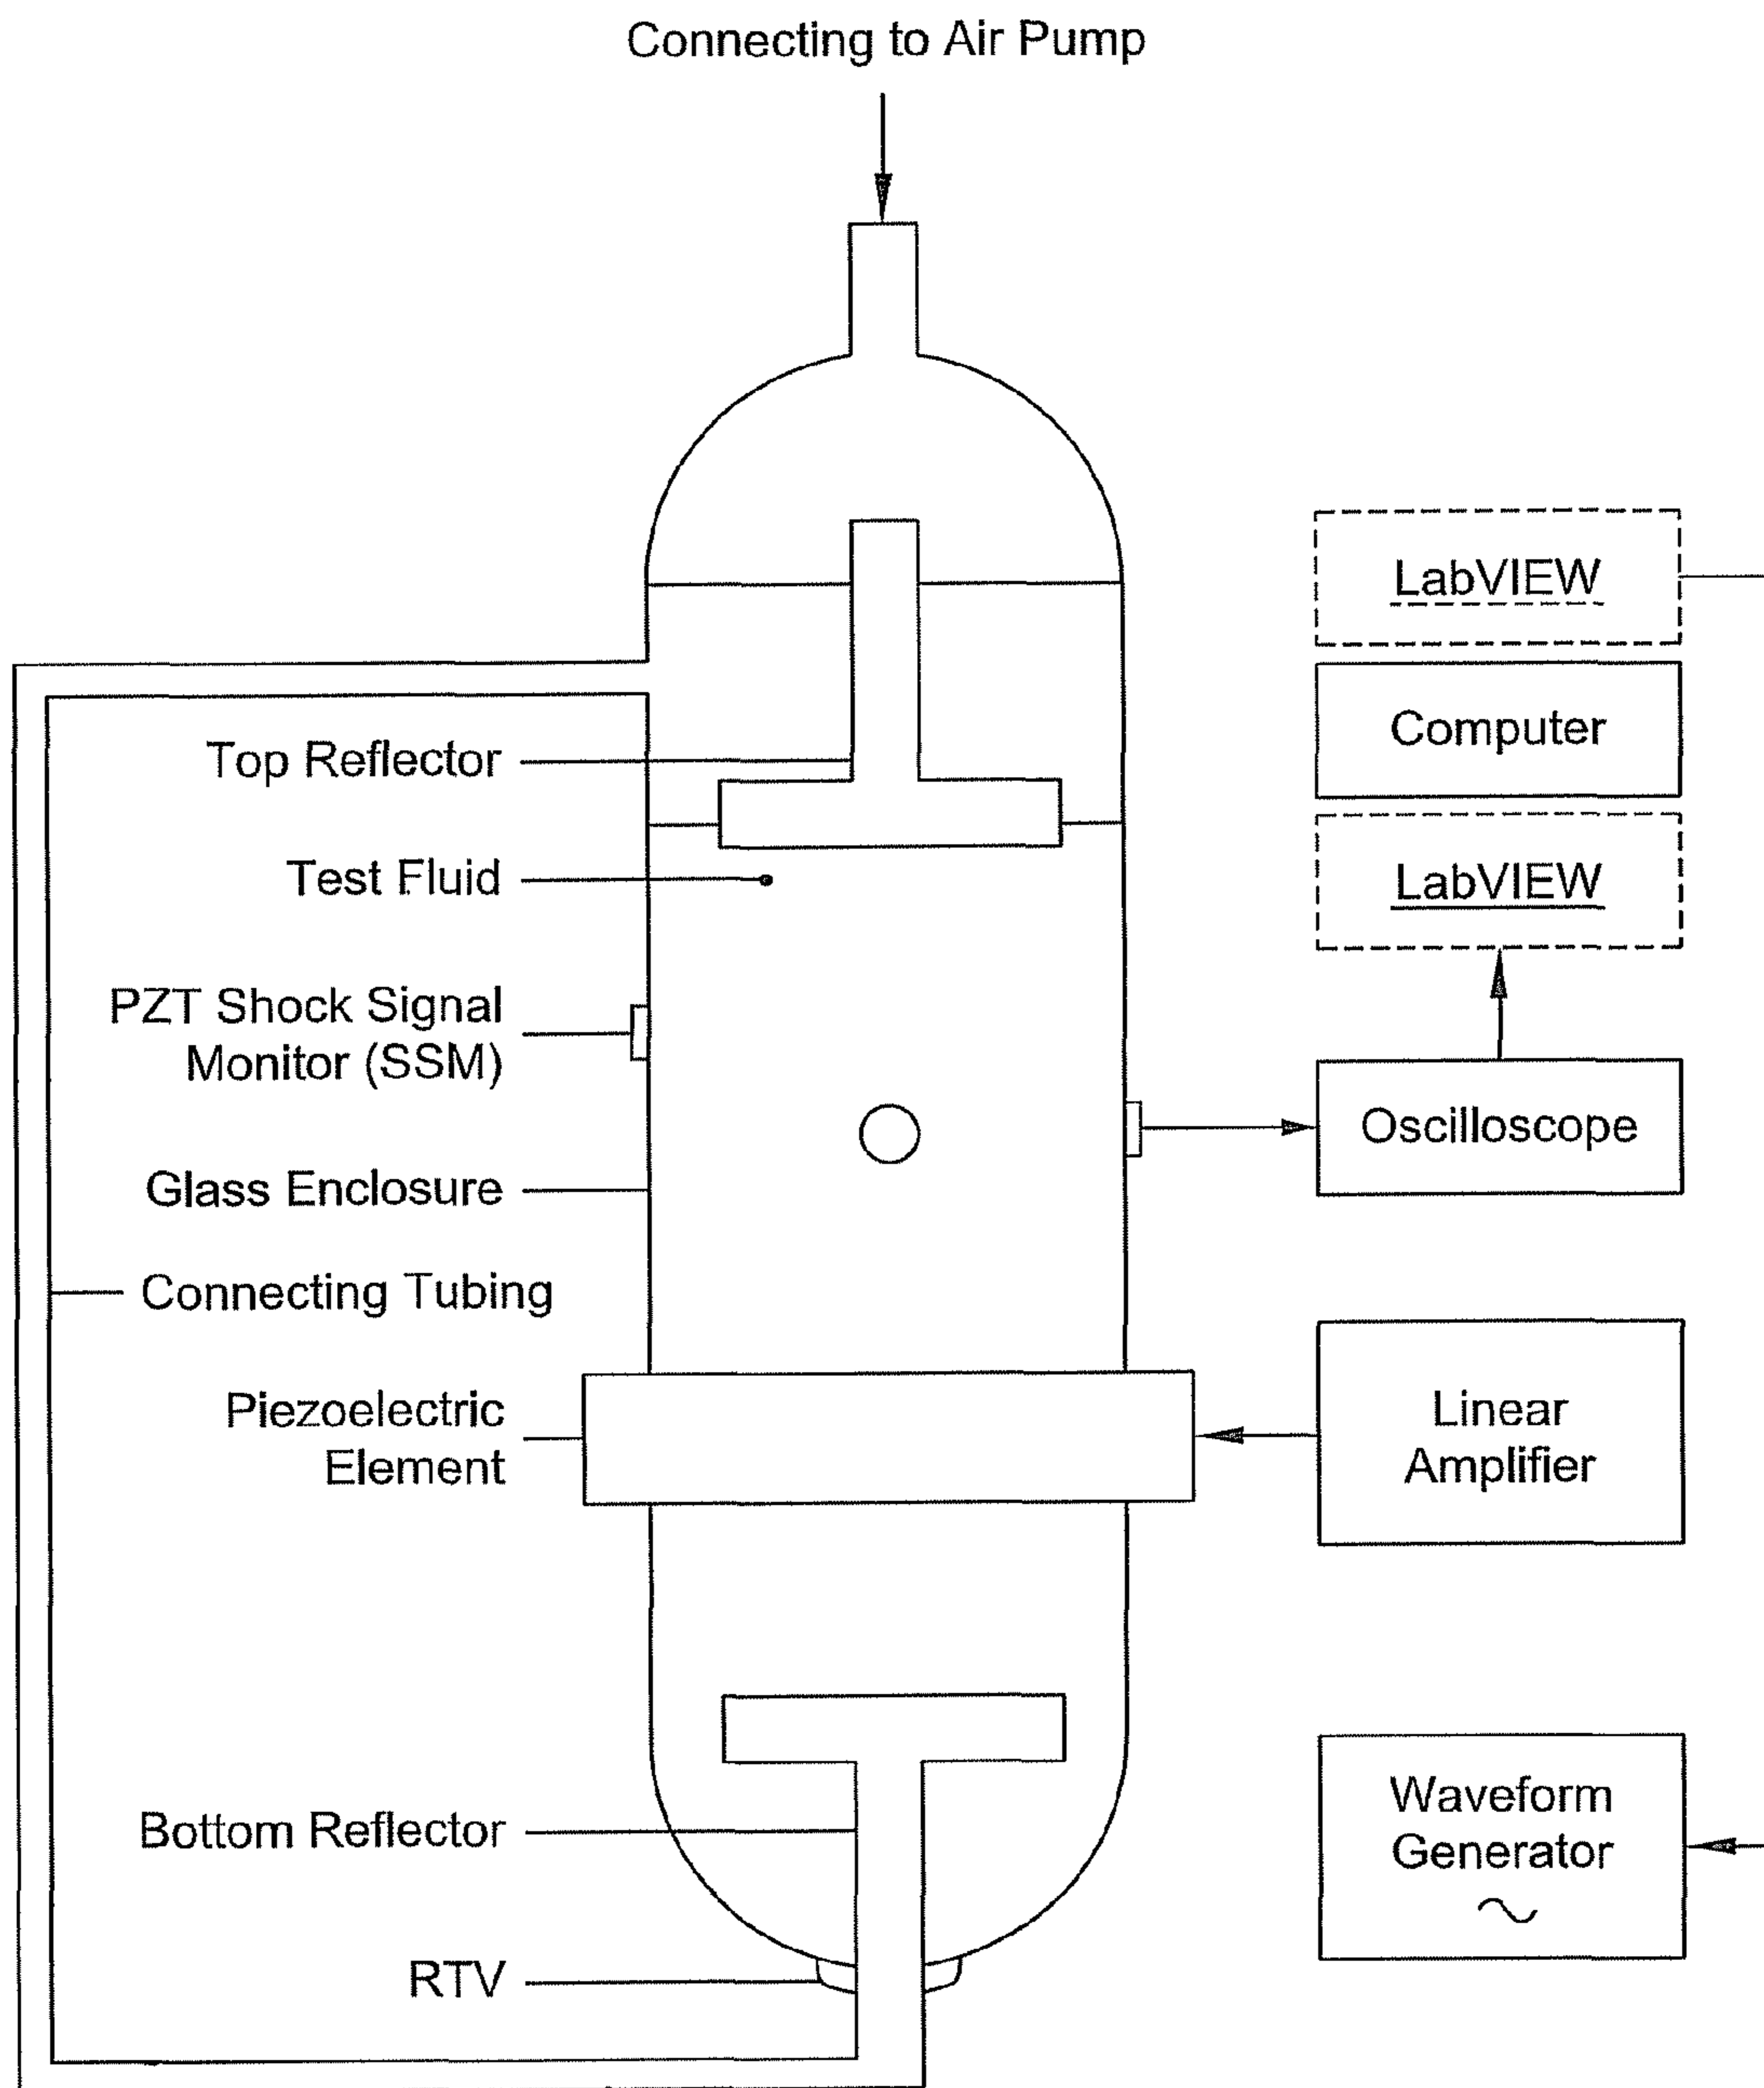 Connecting to Air Pump
Top Reflector
Test Fluid
PZT Shock Signal
Monitor (SSM)
Glass Enclosure
Connecting Tubing
Piezoelectric
Element
Bottom Reflector
RTV
LabVIEW
Computer
LabVIEW
Oscilloscope
Linear
Amplifier
Waveform
Generator